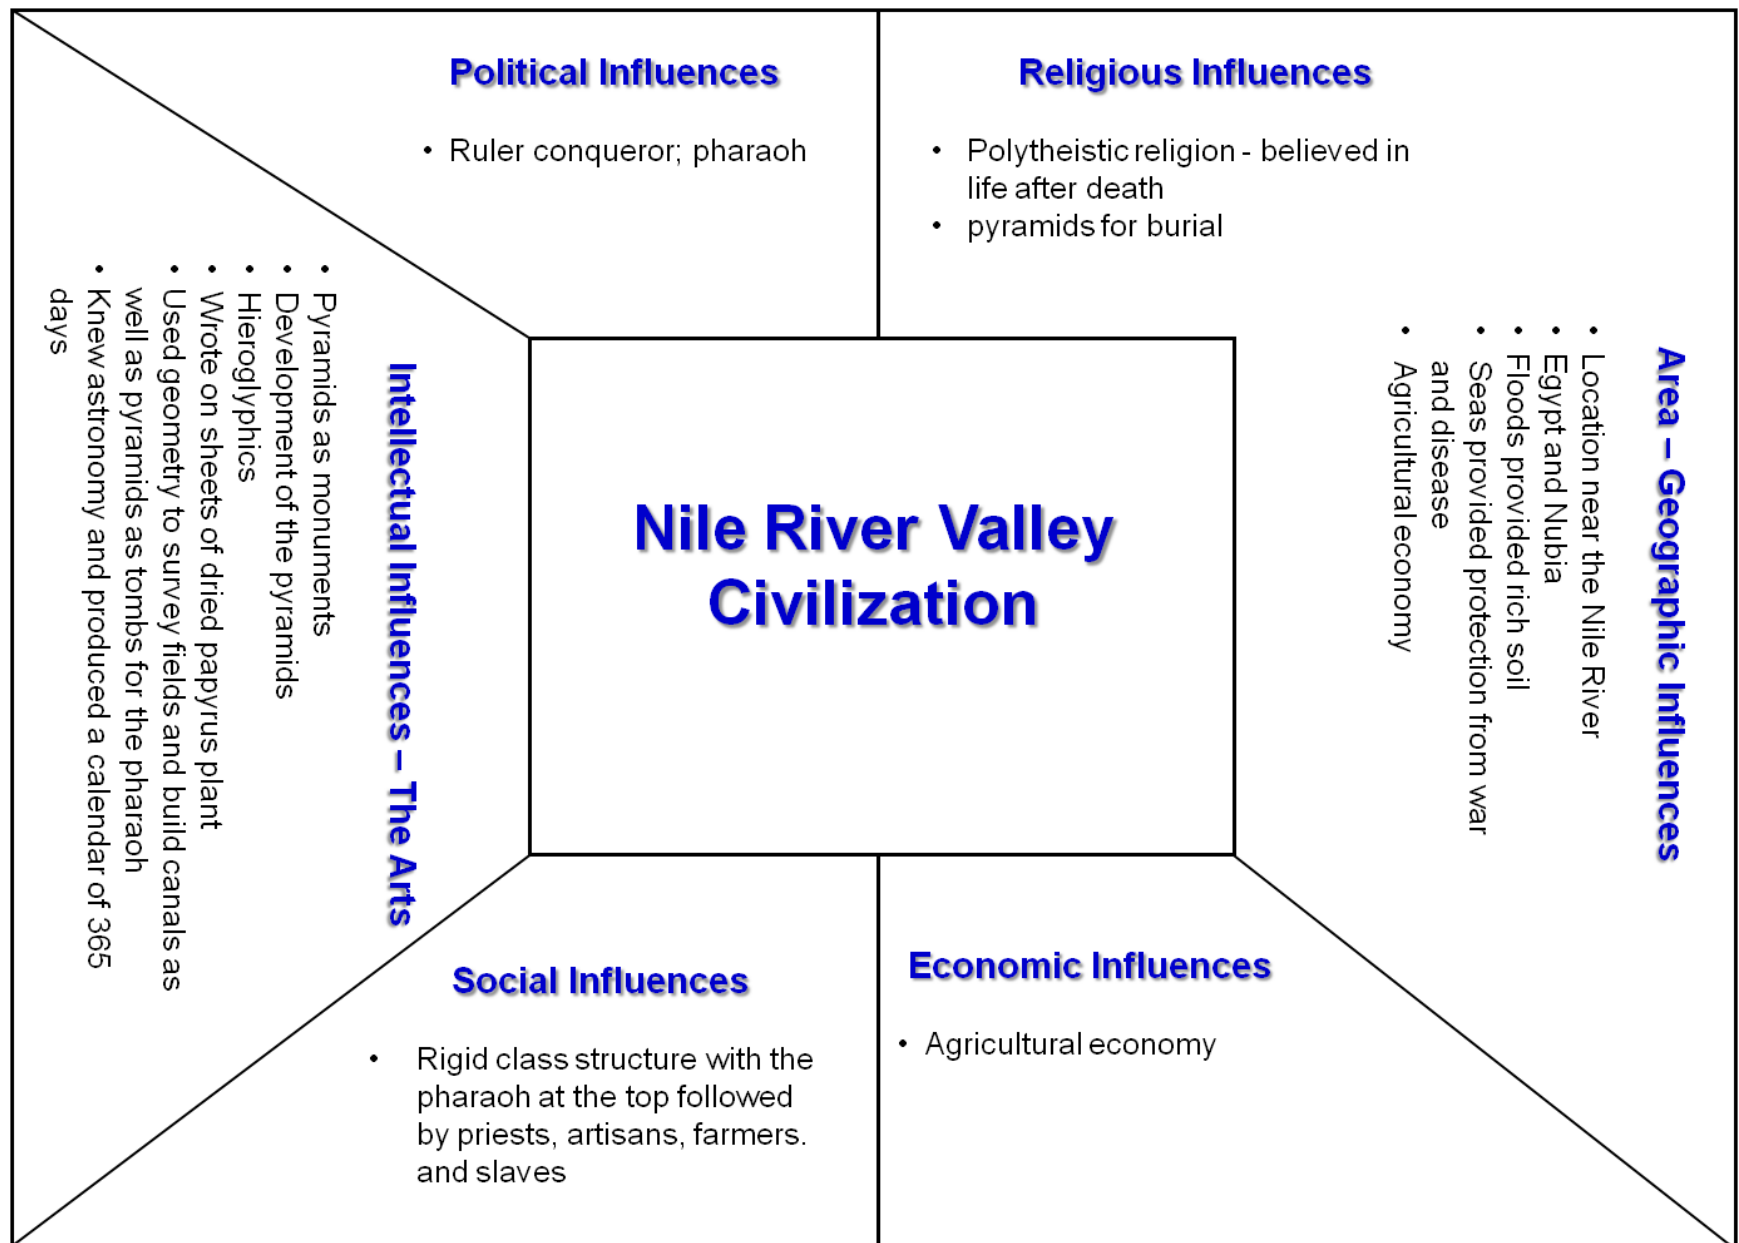 Political Influences
• Ruler conqueror; pharaoh
Religious Influences
• Polytheistic religion - believed in
life after death
• pyramids for burial
Intellectual Influences – The Arts
• Pyramids as monuments
• Development of the pyramids
• Hieroglyphics
• Wrote on sheets of dried papyrus plant
• Used geometry to survey fields and build canals as
well as pyramids as tombs for the pharaoh
• Knew astronomy and produced a calendar of 365
days
Nile River Valley
Civilization
Area – Geographic Influences
• Location near the Nile River
• Egypt and Nubia
• Floods provided rich soil
• Seas provided protection from war
and disease
• Agricultural economy
Social Influences
• Rigid class structure with the
pharaoh at the top followed
by priests, artisans, farmers.
and slaves
Economic Influences
• Agricultural economy